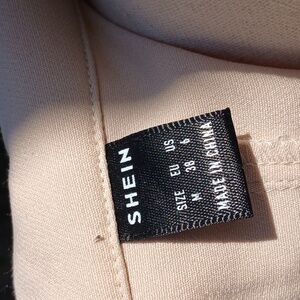 SHEIN
SIZE EU US
M 38 6
MADE IN CHINA